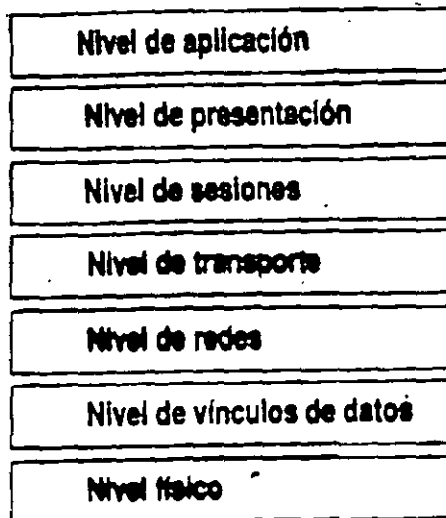 Nivel de aplicación
Nivel de presentación
Nivel de sesiones
Nivel de transporte
Nivel de redes
Nivel de vínculos de datos
Nivel físico